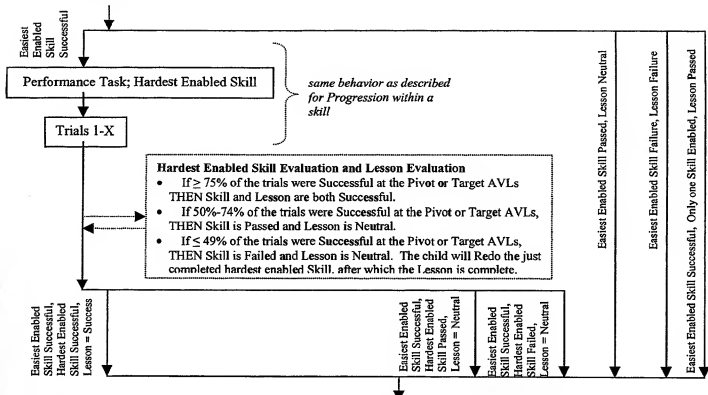 Easiest
Enabled
Skill
Successful
Performance Task; Hardest Enabled Skill
Trials 1-X
same behavior as described
for Progression within a
skill
Hardest Enabled Skill Evaluation and Lesson Evaluation
• If ≥ 75% of the trials were Successful at the Pivot or Target AVLs
THEN Skill and Lesson are both Successful.
• If 50%-74% of the trials were Successful at the Pivot or Target AVLs,
THEN Skill is Passed and Lesson is Neutral.
• If ≤ 49% of the trials were Successful at the Pivot or Target AVLs,
THEN Skill is Failed and Lesson is Neutral. The child will Redo the just
completed hardest enabled Skill, after which the Lesson is complete.
Easiest Enabled Skill Passed, Lesson Neutral
Easiest Enabled Skill Failure, Lesson Failure
Easiest Enabled Skill Successful, Only one Skill Enabled, Lesson Passed
Easiest Enabled
Skill Successful,
Hardest Enabled
Skill Successful,
Lesson = Success
Easiest Enabled
Skill Successful,
Hardest Enabled
Skill Passed,
Lesson = Neutral
Easiest Enabled
Skill Successful,
Hardest Enabled
Skill Failed,
Lesson = Neutral